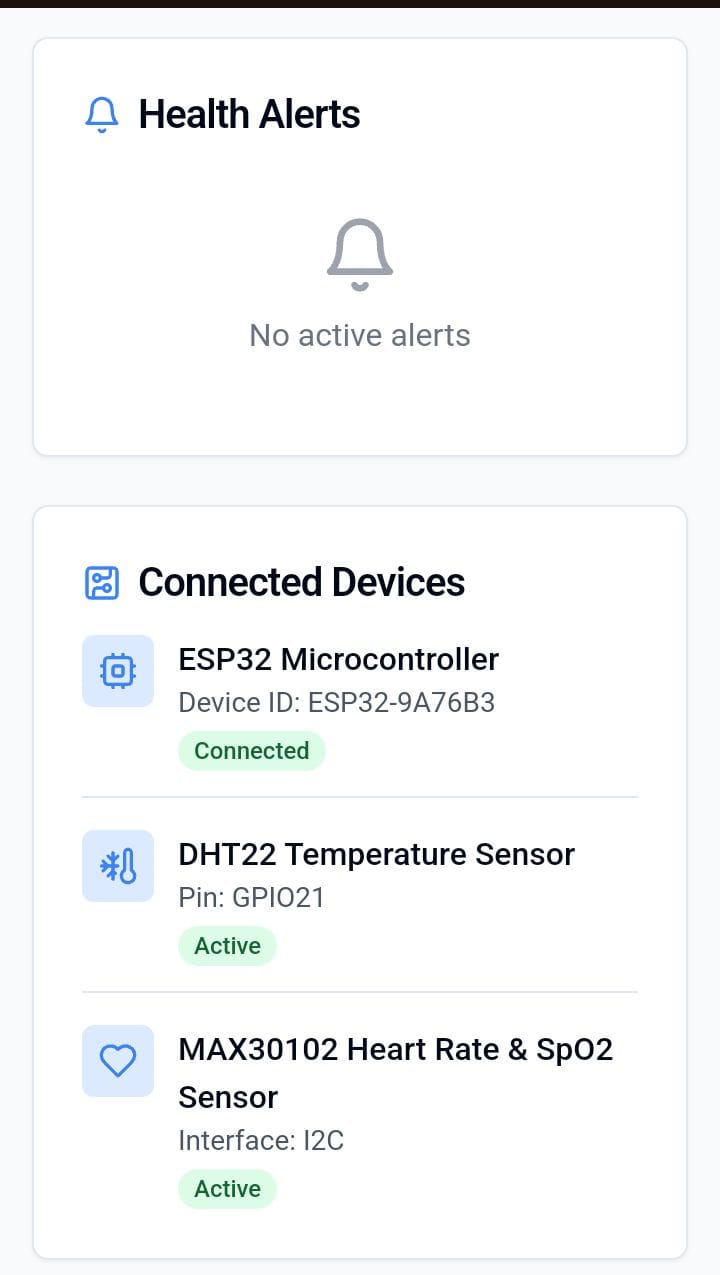 Health Alerts
No active alerts
Connected Devices
ESP32 Microcontroller
Device ID: ESP32-9A76B3
Connected
DHT22 Temperature Sensor
Pin: GPIO21
Active
MAX30102 Heart Rate & SpO2
Sensor
Interface: I2C
Active